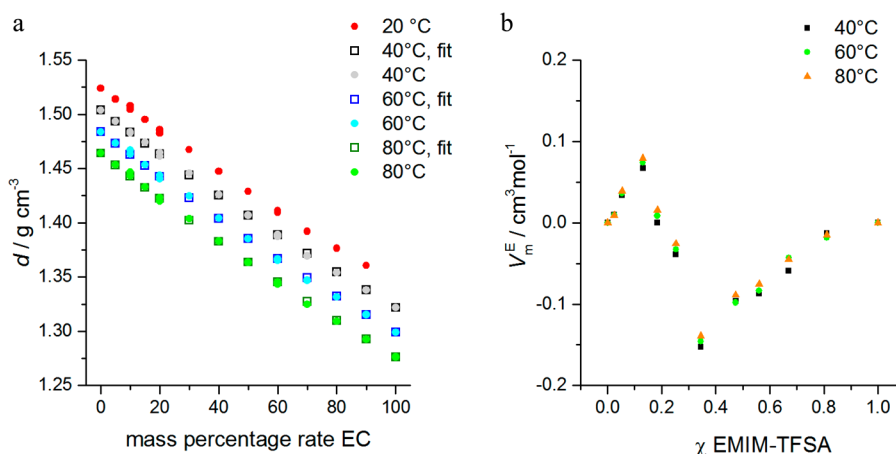 a
20 °C
40°C, fit
40°C
60°C, fit
60°C
80°C, fit
80°C
1.55
1.50
1.45
1.40
1.35
1.30
1.25
d / g cm-3
0 20 40 60 80 100
mass percentage rate EC
b
40°C
60°C
80°C
0.2
0.1
0.0
-0.1
-0.2
VmE / cm3mol-1
0.0 0.2 0.4 0.6 0.8 1.0
χ EMIM-TFSA